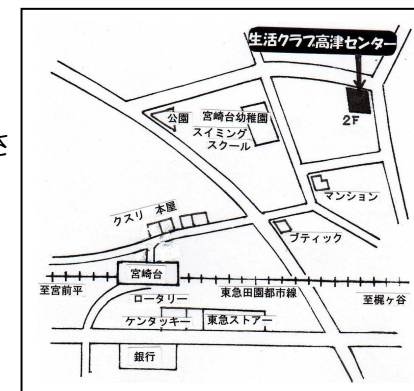 生活クラブ高津センター
2F
公園
宮崎台幼稚園
スイミング
スクール
さ
マンション
クスリ
本屋
ブティック
宮崎台
至宮前平
東急田園都市線
至梶ヶ谷
ロータリー
ケンタッキー
東急ストアー
銀行